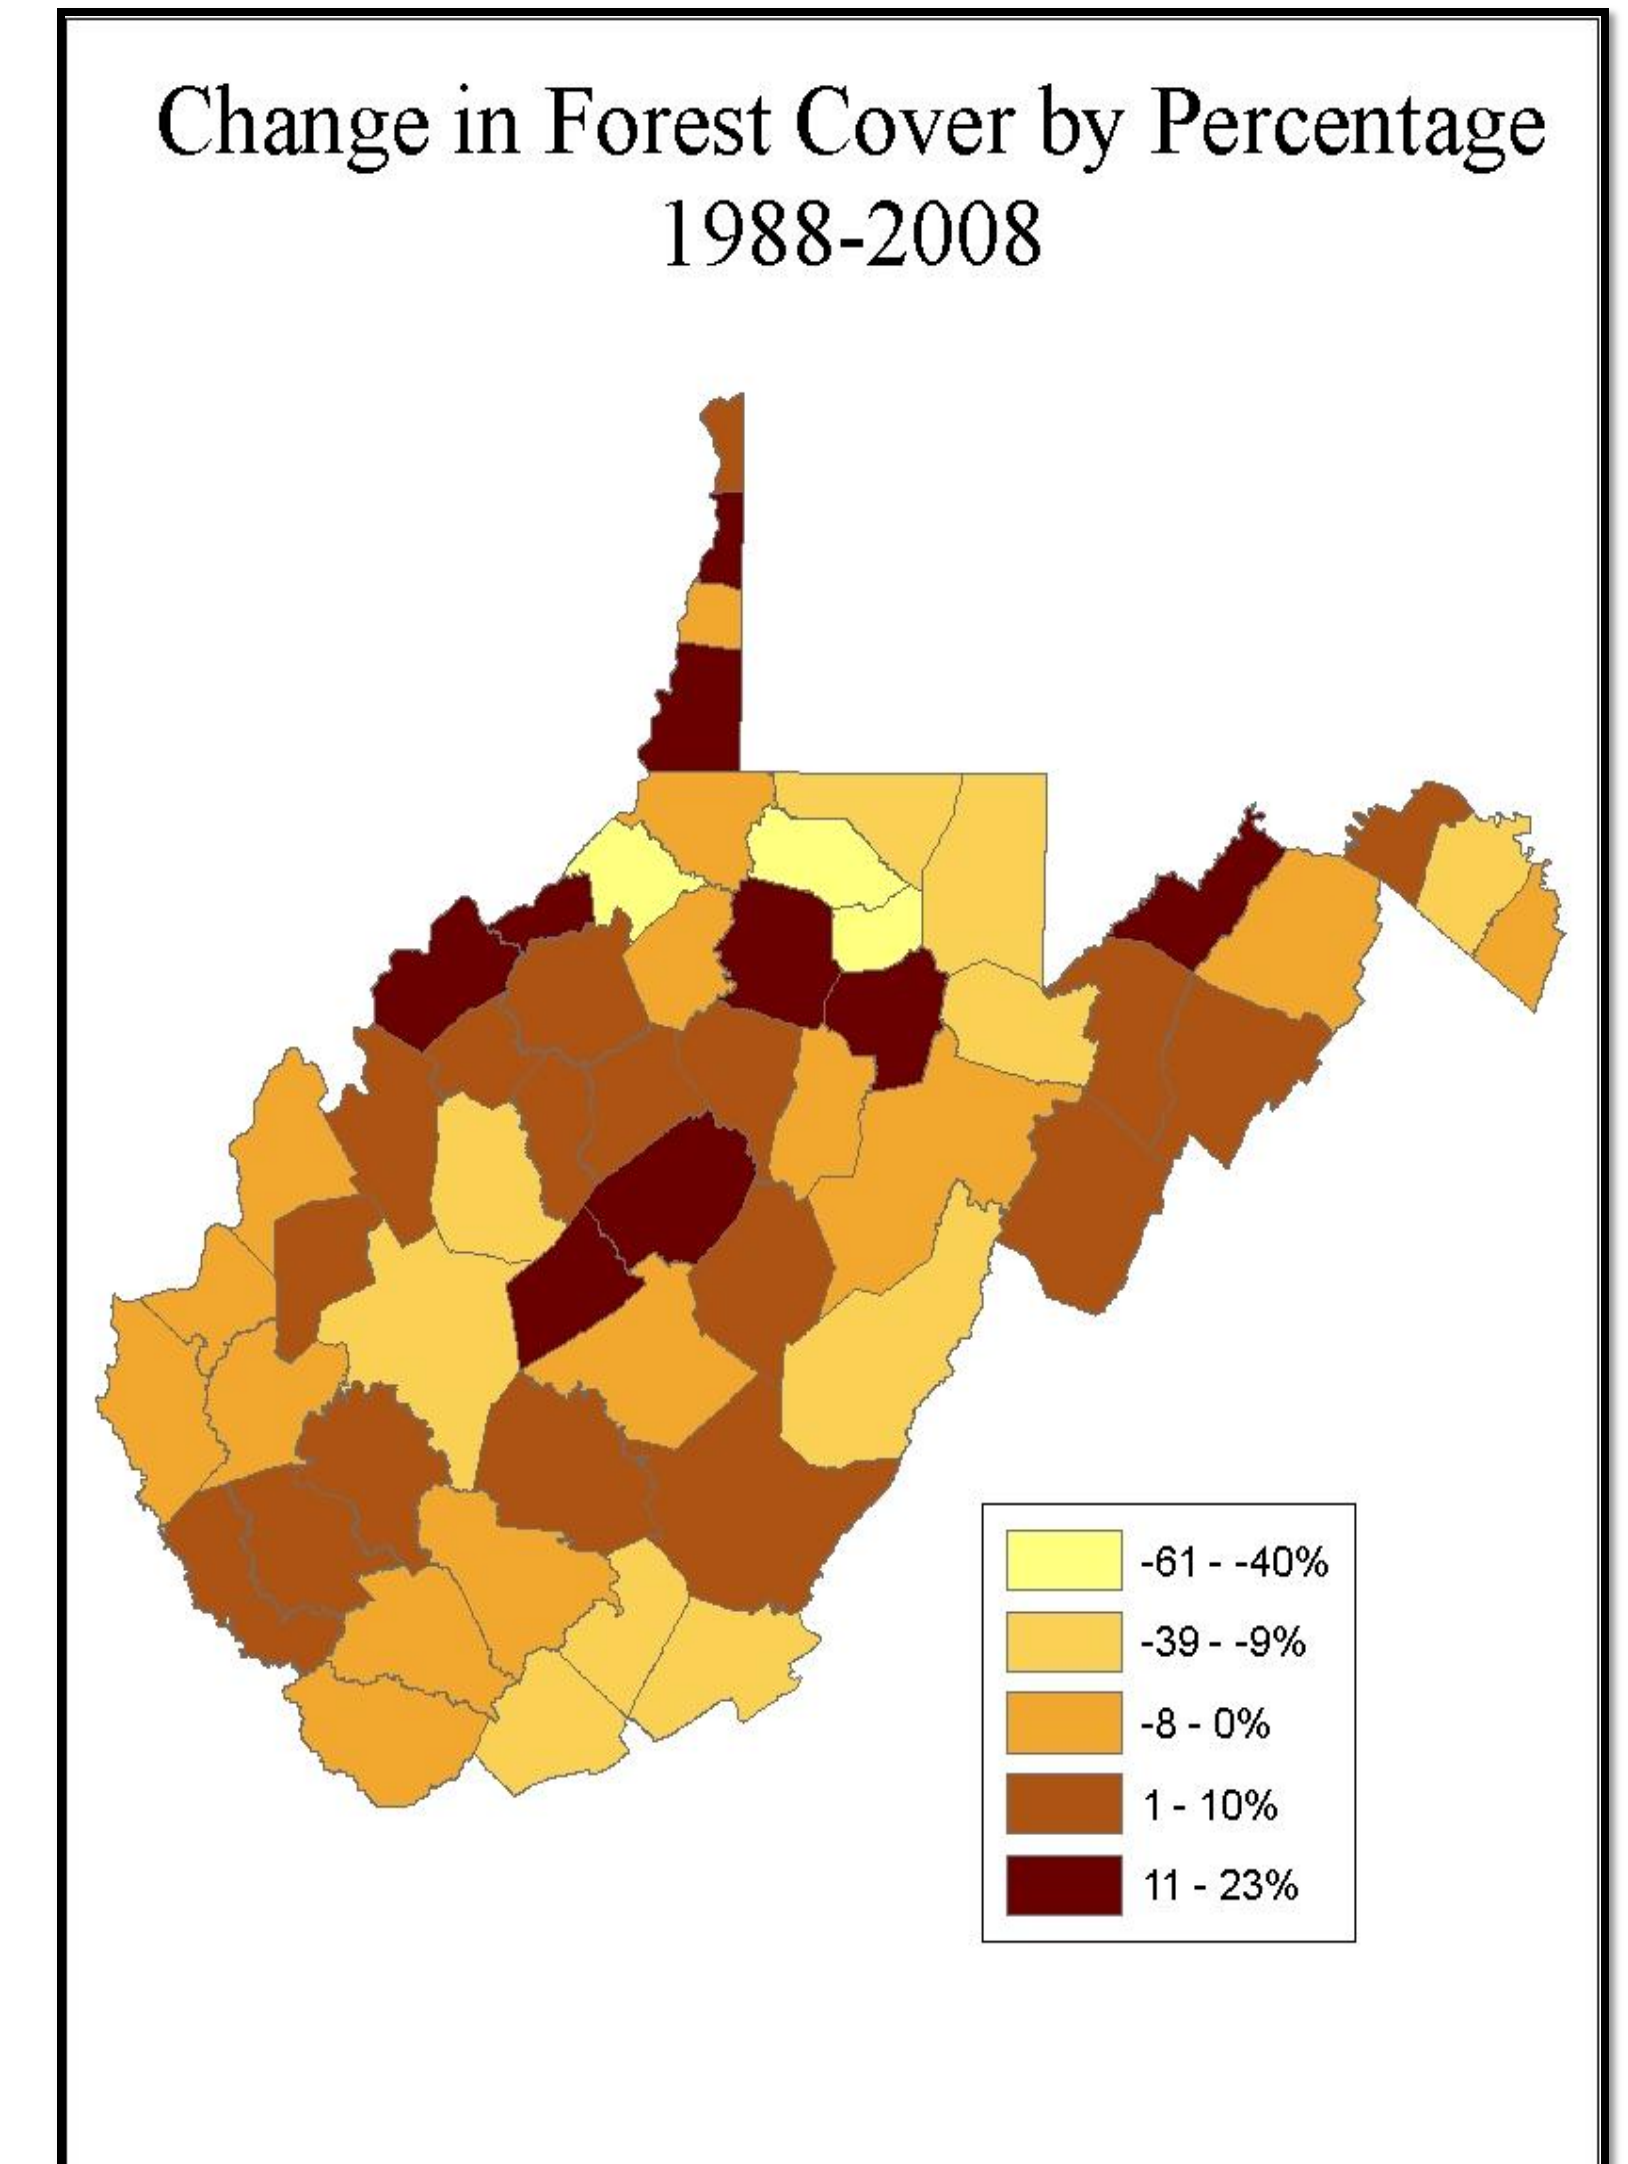 Change in Forest Cover by Percentage
1988-2008
-61 - -40%
-39 - -9%
-8 - 0%
1 - 10%
11 - 23%